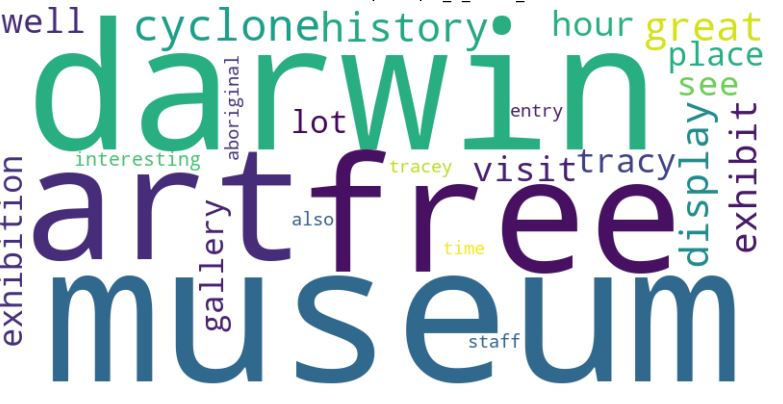 well
cyclone
history
hour
great
darwin
place
see
aboriginal
lot
entry
display
exhibit
interesting
tracey
visit
tracy
exhibition
art
free
gallery
also
time
museum
staff